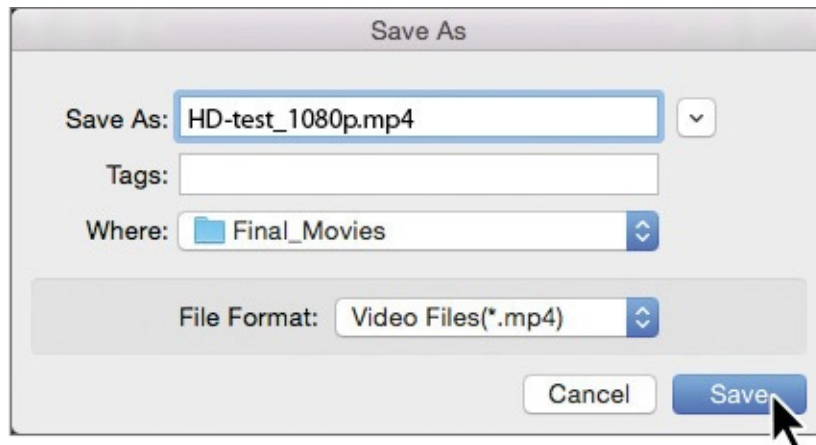 Save As
Save As: HD-test_1080p.mp4
Tags:
Where: Final_Movies
File Format: Video Files(*.mp4)
Cancel Save